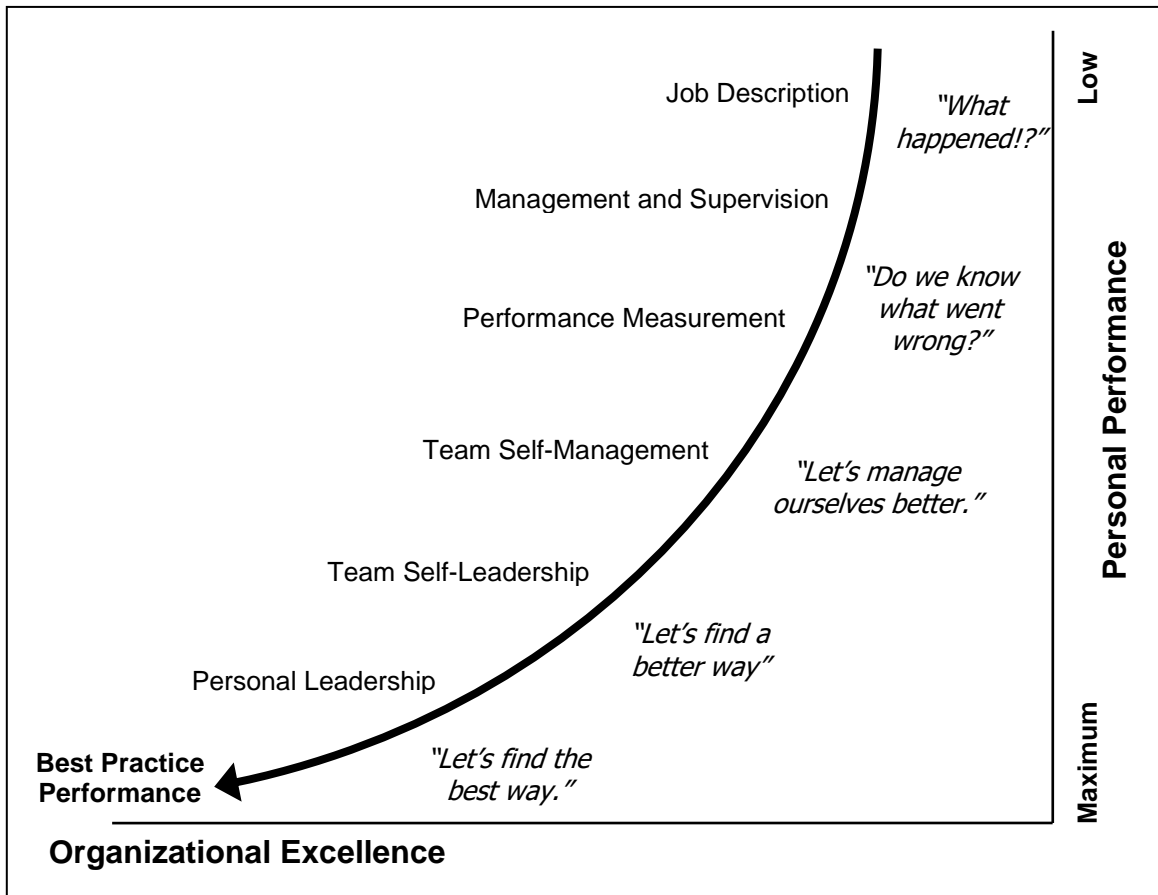 Job Description
"What
happened!?"
Low
Management and Supervision
"Do we know
what went
wrong?"
Performance Measurement
Personal Performance
Team Self-Management
"Let’s manage
ourselves better."
Team Self-Leadership
"Let’s find a
better way"
Personal Leadership
Maximum
"Let’s find the
best way."
Best Practice
Performance
Organizational Excellence